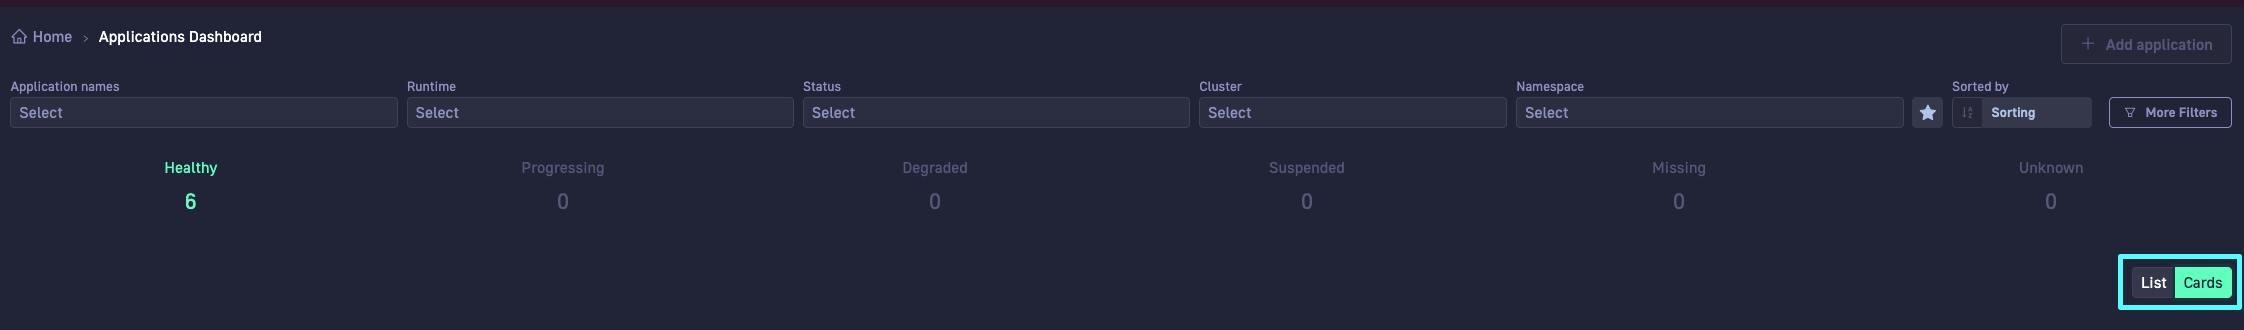 Home > Applications Dashboard
Add application
Application names Runtime Status Cluster Namespace Sorted by
Select Select Select Select Select Sorting More Filters
Healthy Progressing Degraded Suspended Missing Unknown
6 0 0 0 0 0
List Cards